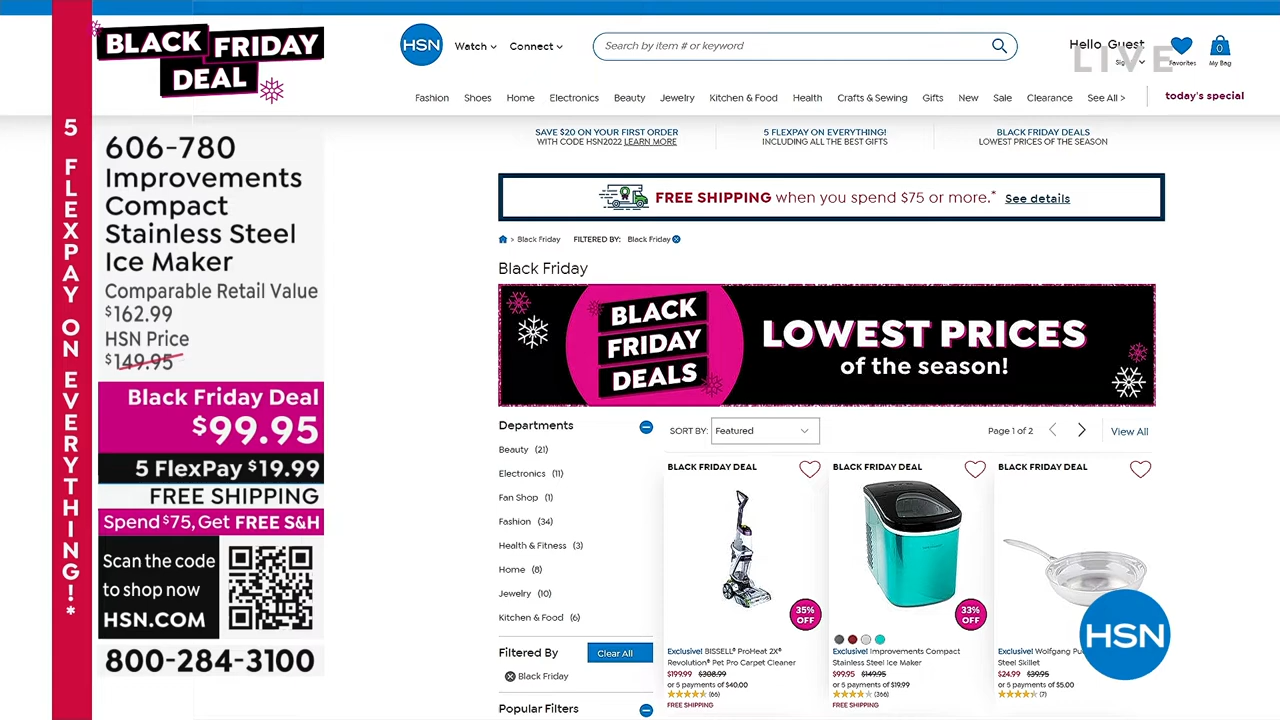 BLACK FRIDAY
DEAL
5 FLEXPAY ON EVERYTHING!*
606-780
Improvements
Compact
Stainless Steel
Ice Maker
Comparable Retail Value
$162.99
HSN Price
$149.95
Black Friday Deal
$99.95
5 FlexPay $19.99
FREE SHIPPING
Spend $75, Get FREE S&H
Scan the code
to shop now
HSN.COM
800-284-3100
HSN
Watch
Connect
Search by item # or keyword
Hello, Guest
LIVE
Favorites
0
My Bag
Fashion Shoes Home Electronics Beauty Jewelry Kitchen & Food Health Crafts & Sewing Gifts New Sale Clearance See All > today's special
SAVE $20 ON YOUR FIRST ORDER
WITH CODE HSN2022 LEARN MORE
5 FLEXPAY ON EVERYTHING!
INCLUDING ALL THE BEST GIFTS
BLACK FRIDAY DEALS
LOWEST PRICES OF THE SEASON
FREE SHIPPING when you spend $75 or more.* See details
> Black Friday FILTERED BY: Black Friday
Black Friday
BLACK
FRIDAY
DEALS
LOWEST PRICES
of the season!
Departments
Beauty (21)
Electronics (11)
Fan Shop (1)
Fashion (34)
Health & Fitness (3)
Home (8)
Jewelry (10)
Kitchen & Food (6)
Filtered By
Clear All
Black Friday
Popular Filters
SORT BY: Featured
Page 1 of 2
View All
BLACK FRIDAY DEAL
35%
OFF
Exclusive! BISSELL® ProHeat 2X®
Revolution® Pet Pro Carpet Cleaner
$199.99 $308.99
or 5 payments of $40.00
(66)
FREE SHIPPING
BLACK FRIDAY DEAL
33%
OFF
Exclusive! Improvements Compact
Stainless Steel Ice Maker
$99.95 $149.95
or 5 payments of $19.99
(366)
FREE SHIPPING
BLACK FRIDAY DEAL
Exclusive! Wolfgang
Steel Skillet
$24.99 $39.95
or 5 payments of $5.00
(7)
HSN